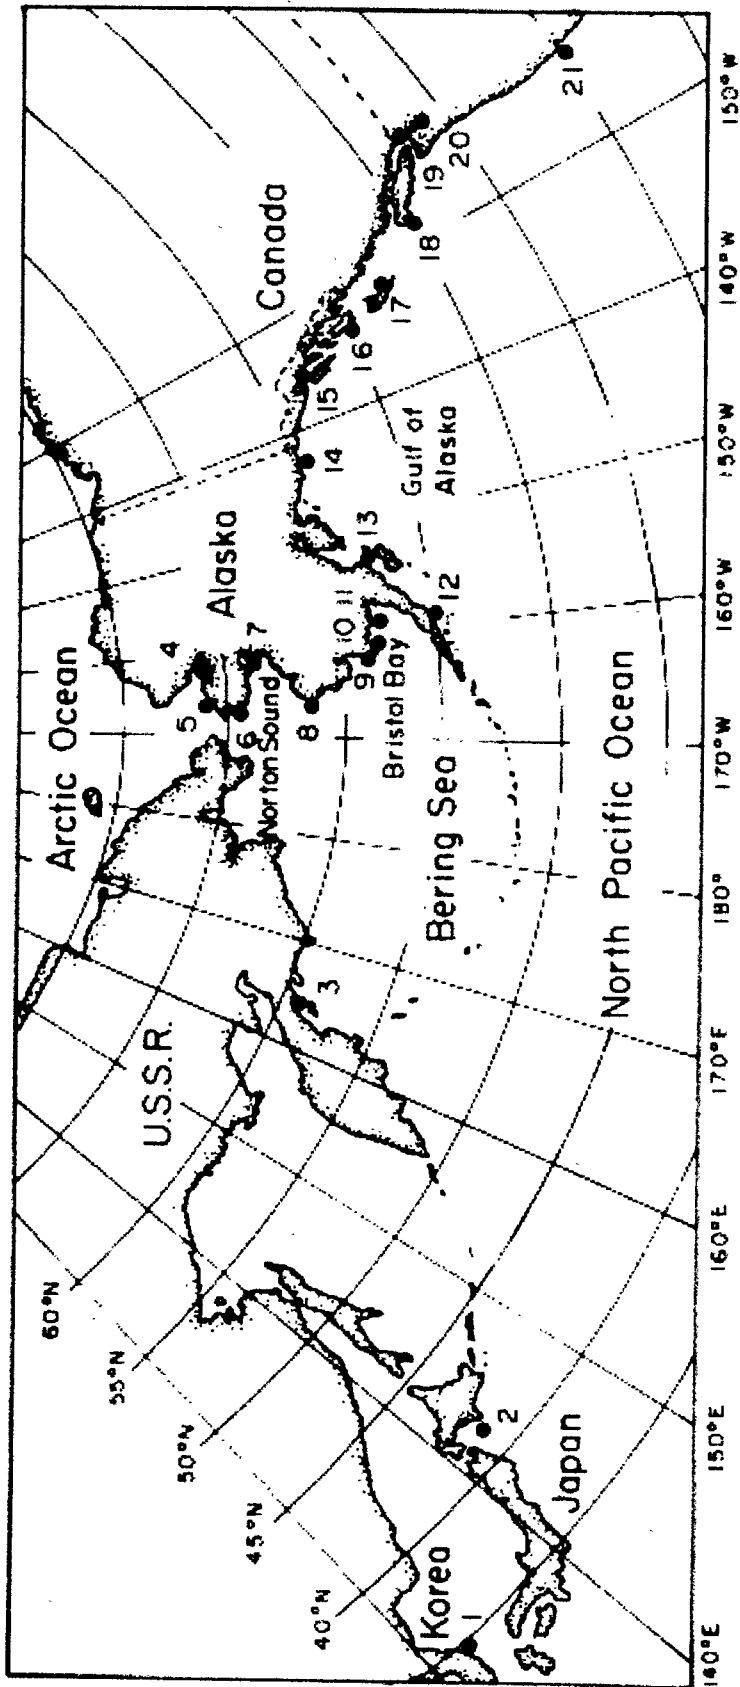 Arctic Ocean
U.S.S.R.
Alaska
Canada
Norton Sound
Bristol Bay
Gulf of
Alaska
Bering Sea
North Pacific Ocean
Korea
Japan
1
2
3
4
5
6
7
8
9
10
11
12
13
14
15
16
17
18
19
20
21
60°N
55°N
50°N
45°N
40°N
140°E
150°E
160°E
170°E
180°
170°W
160°W
150°W
140°W
150°W